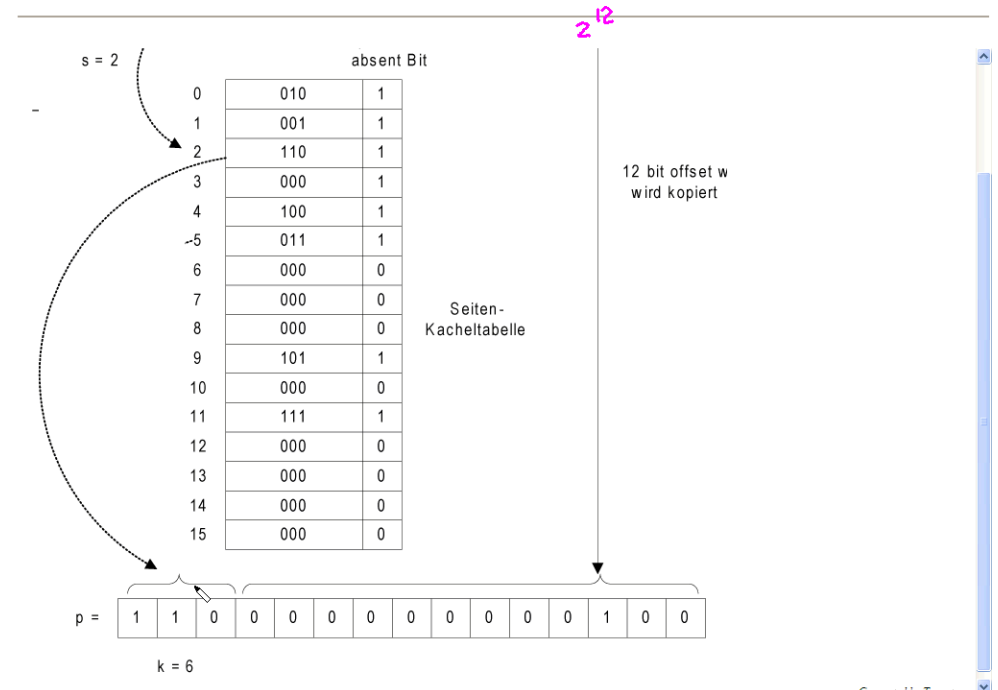 2^12
s = 2
absent Bit
0 010 1
1 001 1
2 110 1
3 000 1
4 100 1
5 011 1
6 000 0
7 000 0
8 000 0
9 101 1
10 000 0
11 111 1
12 000 0
13 000 0
14 000 0
15 000 0
12 bit offset w
wird kopiert
Seiten-
Kacheltabelle
p = 1 1 0 0 0 0 0 0 0 0 0 0 1 0 0
k = 6